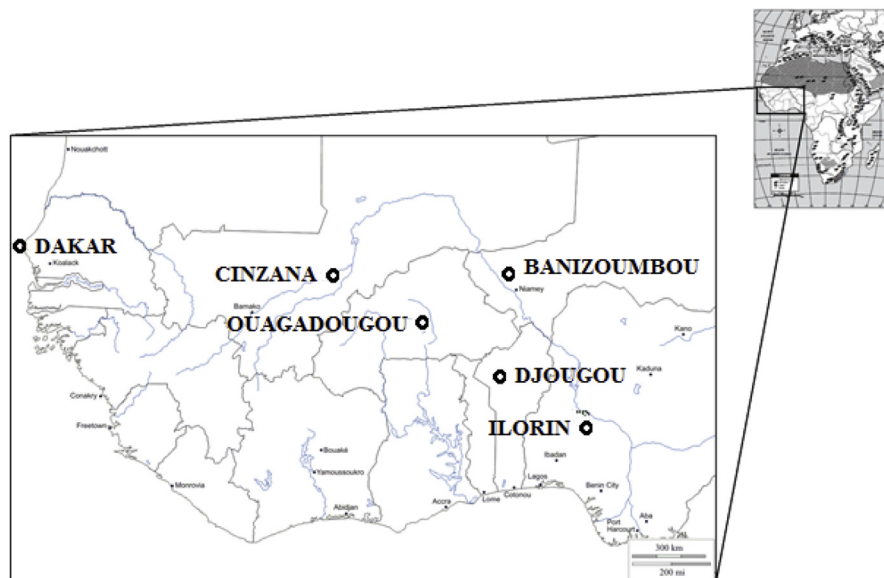 Nouakchott
DAKAR
Koalack
CINZANA
BANIZOUMBOU
Niamey
Bamako
OUAGADOUGOU
Kano
DJOUGOU
Kaduna
Conakry
ILORIN
Freetown
Bouaké
Ibadan
Yamoussoukro
Monrovia
Lagos
Benin City
Lome
Cotonou
Accra
Abidjan
Aba
Port
Harcourt
300 km
200 mi